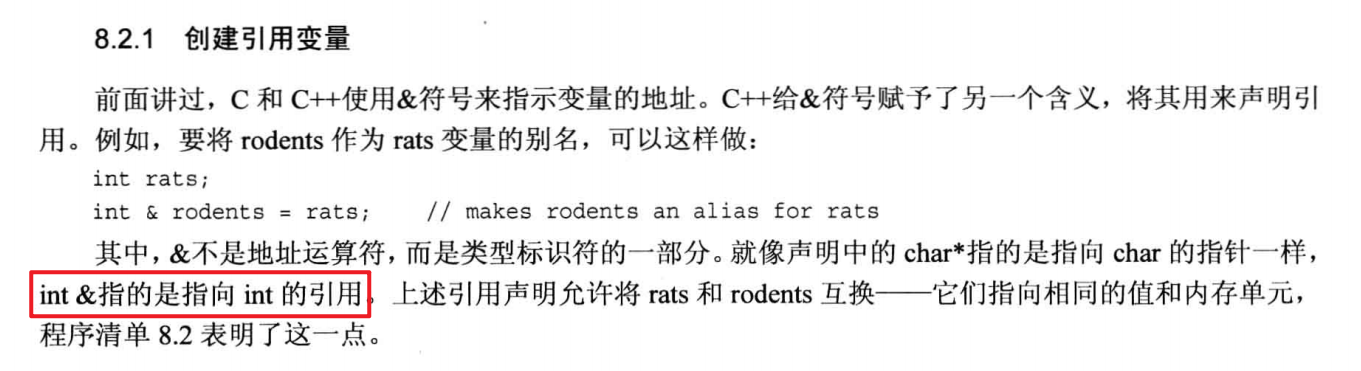 8.2.1 创建引用变量
前面讲过，C 和 C++使用&符号来指示变量的地址。C++给&符号赋予了另一个含义，将其用来声明引
用。例如，要将 rodents 作为 rats 变量的别名，可以这样做：
int rats;
int & rodents = rats;    // makes rodents an alias for rats
其中，&不是地址运算符，而是类型标识符的一部分。就像声明中的 char*指的是指向 char 的指针一样，
int &指的是指向 int 的引用。上述引用声明允许将 rats 和 rodents 互换——它们指向相同的值和内存单元，
程序清单 8.2 表明了这一点。